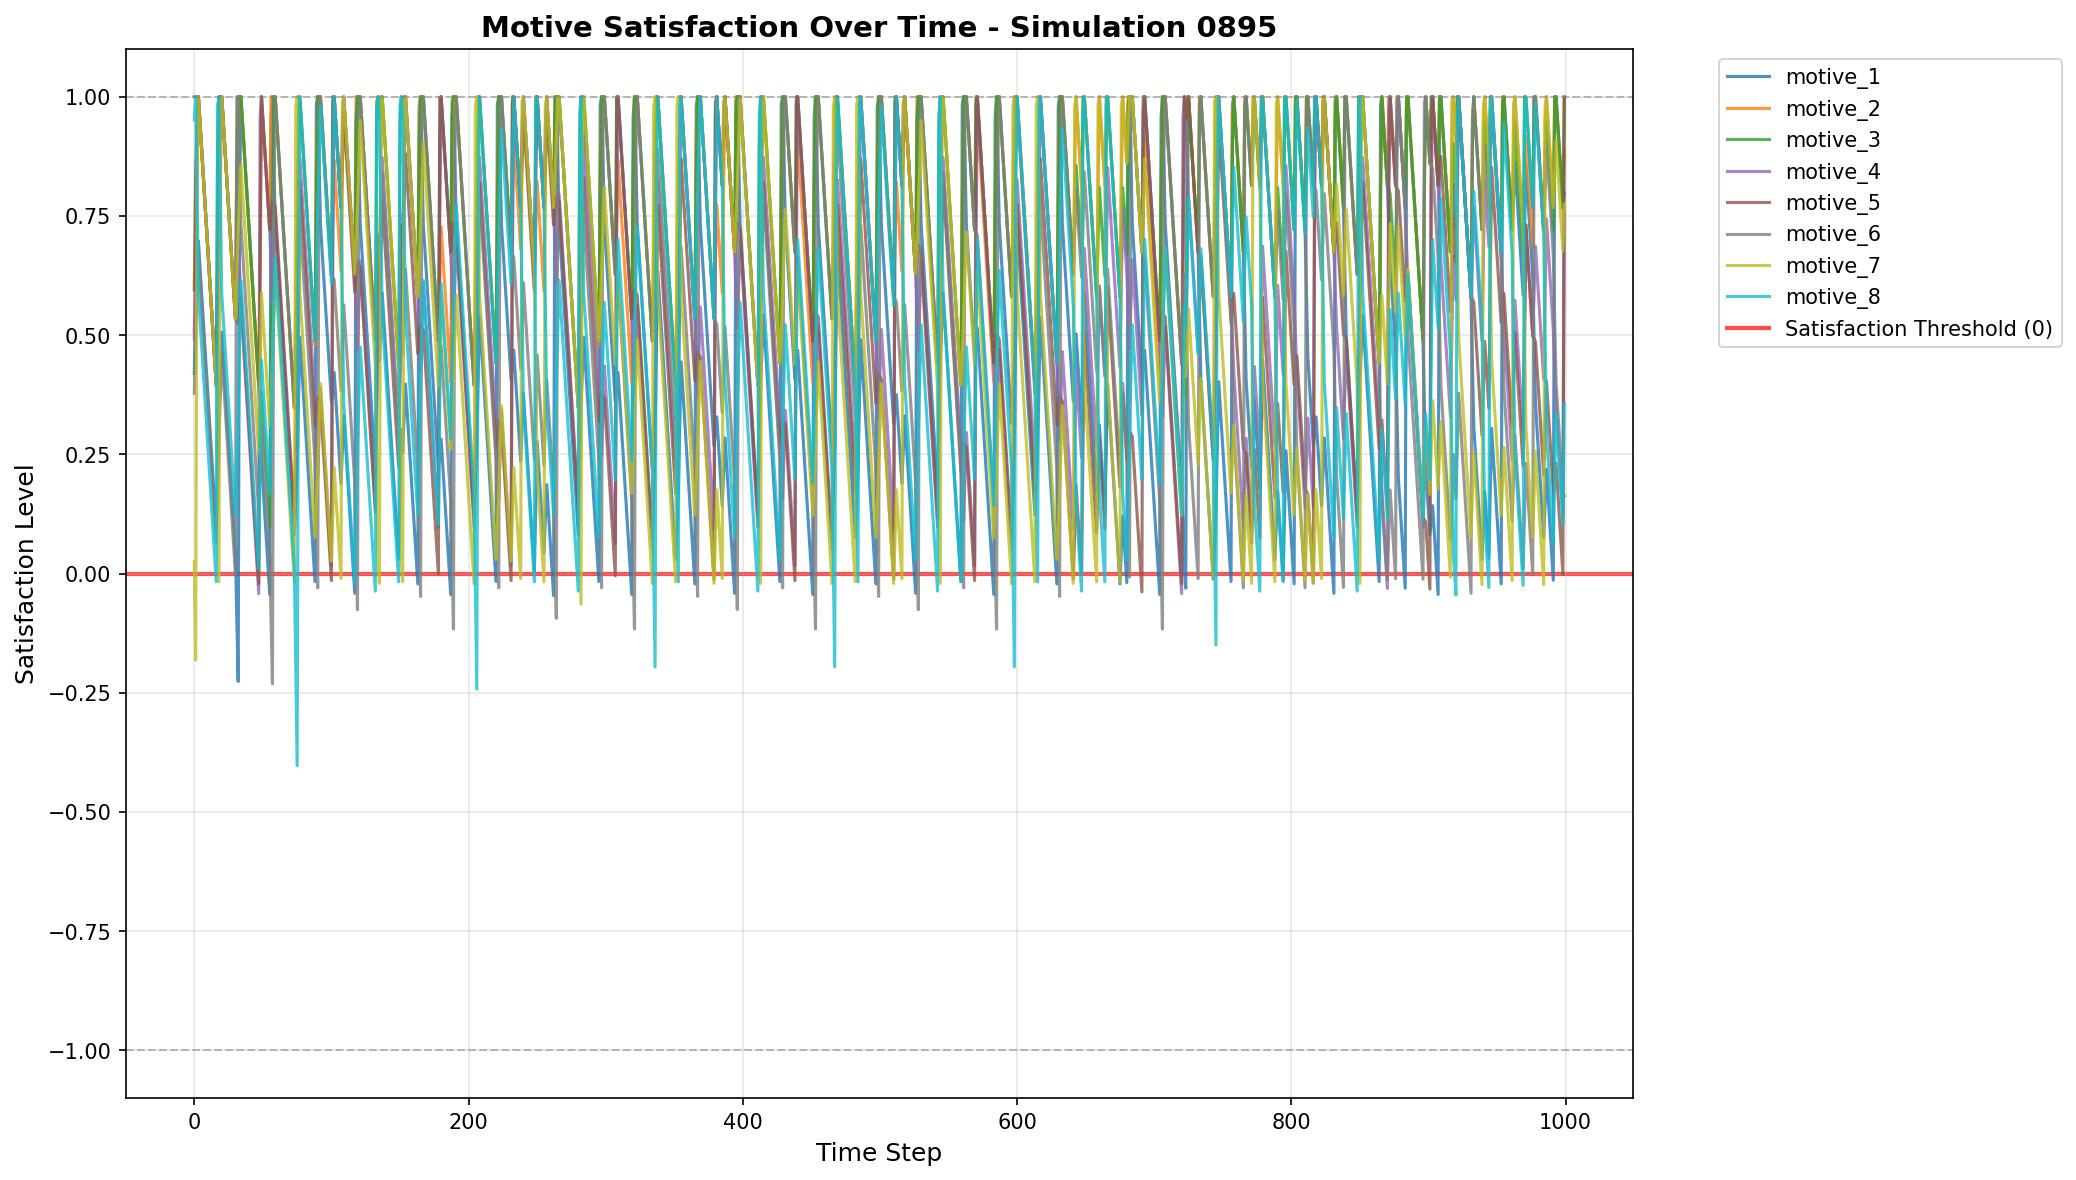 Motive Satisfaction Over Time - Simulation 0895
1.00
0.75
0.50
0.25
0.00
−0.25
−0.50
−0.75
−1.00
Satisfaction Level
0
200
400
600
800
1000
Time Step
motive_1
motive_2
motive_3
motive_4
motive_5
motive_6
motive_7
motive_8
Satisfaction Threshold (0)